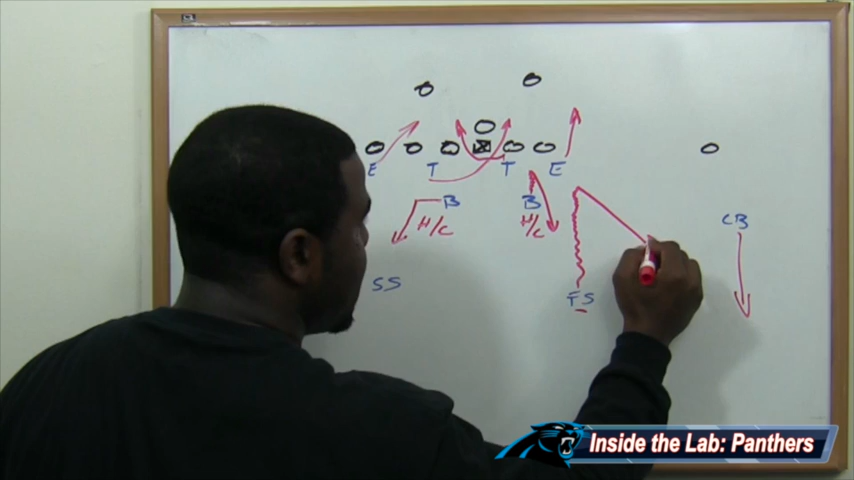 E T T E
B B CB
H/C H/C
SS FS
Inside the Lab: Panthers